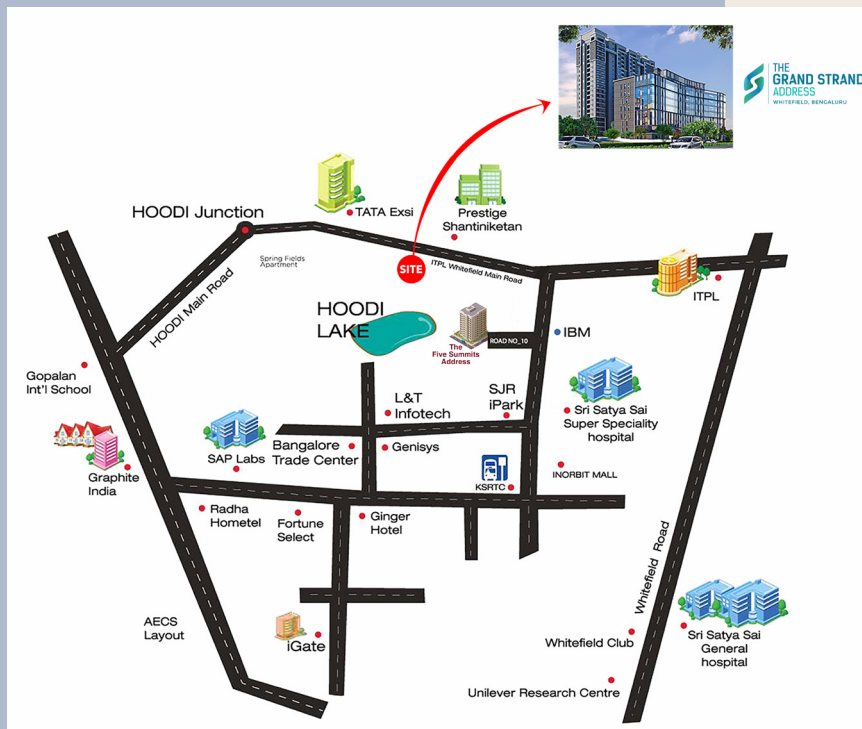 THE
GRAND STRAND
ADDRESS
WHITEFIELD, BENGALURU
HOODI Junction
TATA Exsi
Prestige
Shantiniketan
Spring Fields
Apartment
SITE
ITPL Whitefield Main Road
HOODI Main Road
ITPL
HOODI
LAKE
The
Five Summits
Address
ROAD NO_10
IBM
Gopalan
Int'l School
L&T
Infotech
SJR
iPark
Sri Satya Sai
Super Speciality
hospital
SAP Labs
Bangalore
Trade Center
Genisys
Graphite
India
KSRTC
INORBIT MALL
Radha
Hometel
Fortune
Select
Ginger
Hotel
Whitefield Road
AECS
Layout
iGate
Whitefield Club
Sri Satya Sai
General
hospital
Unilever Research Centre